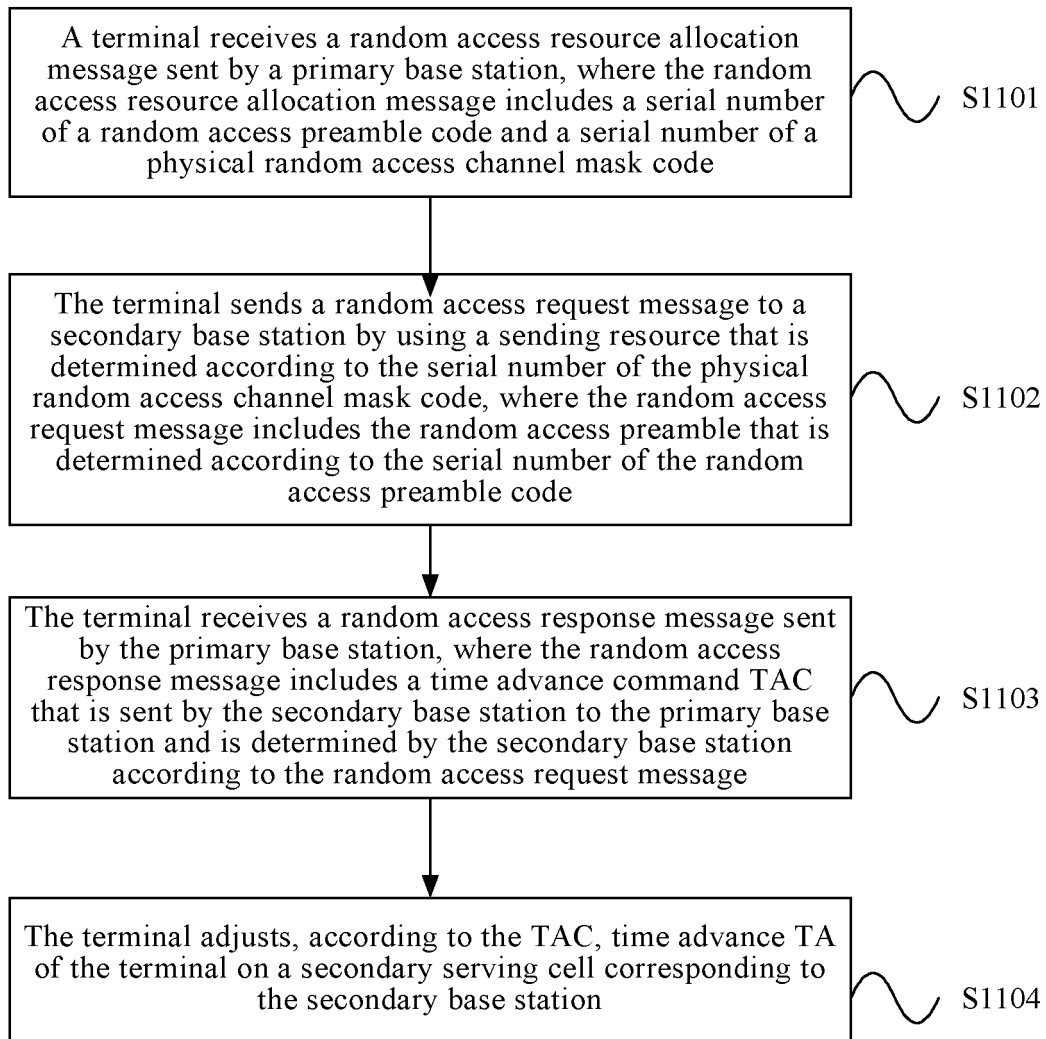 A terminal receives a random access resource allocation
message sent by a primary base station, where the random
access resource allocation message includes a serial number
of a random access preamble code and a serial number of a
physical random access channel mask code
S1101
The terminal sends a random access request message to a
secondary base station by using a sending resource that is
determined according to the serial number of the physical
random access channel mask code, where the random access
request message includes the random access preamble that is
determined according to the serial number of the random
access preamble code
S1102
The terminal receives a random access response message sent
by the primary base station, where the random access
response message includes a time advance command TAC
that is sent by the secondary base station to the primary base
station and is determined by the secondary base station
according to the random access request message
S1103
The terminal adjusts, according to the TAC, time advance TA
of the terminal on a secondary serving cell corresponding to
the secondary base station
S1104